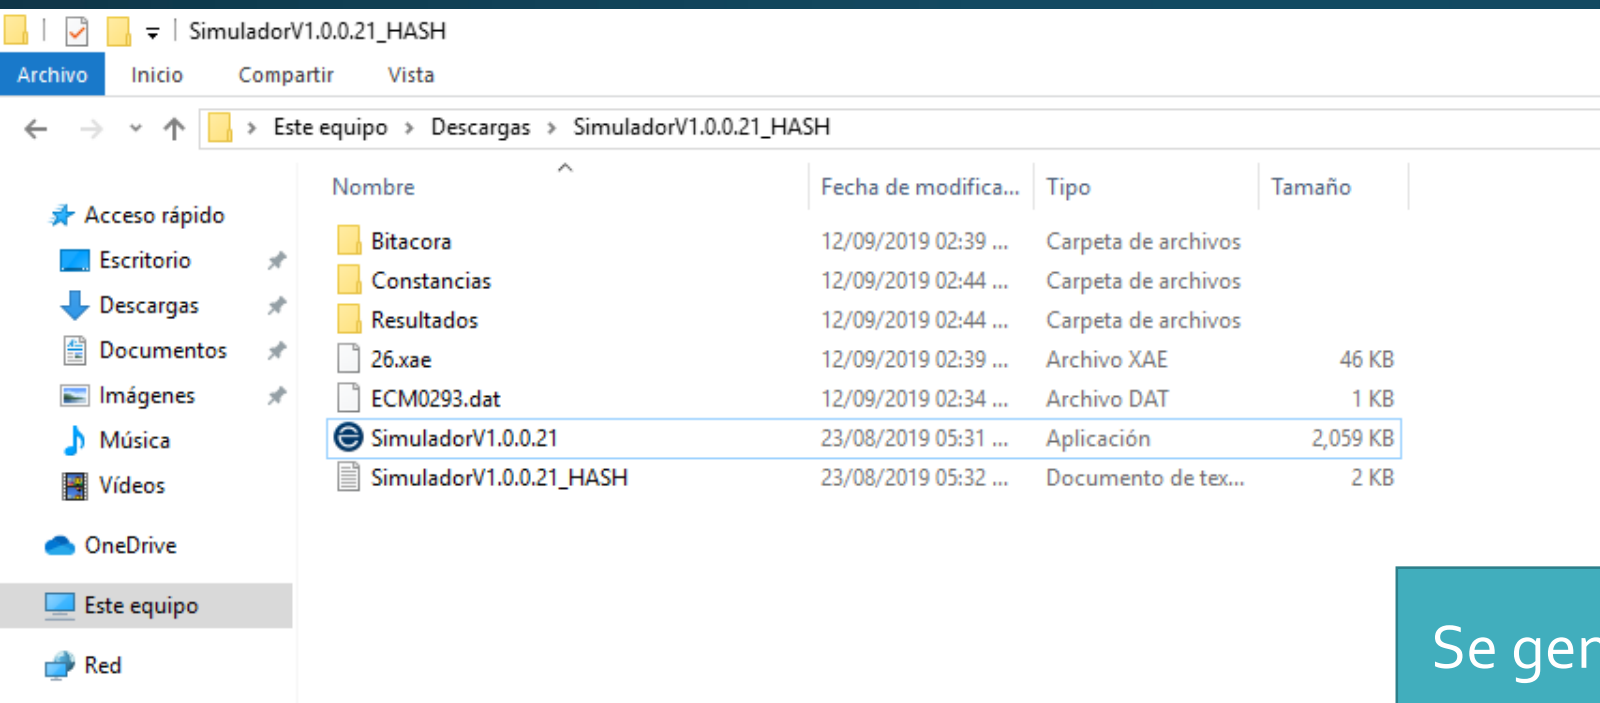 SimuladorV1.0.0.21_HASH
Archivo Inicio Compartir Vista
Este equipo > Descargas > SimuladorV1.0.0.21_HASH
Nombre Fecha de modifica... Tipo Tamaño
Acceso rápido
Escritorio
Descargas
Documentos
Imágenes
Música
Vídeos
OneDrive
Este equipo
Red
Bitacora 12/09/2019 02:39 ... Carpeta de archivos
Constancias 12/09/2019 02:44 ... Carpeta de archivos
Resultados 12/09/2019 02:44 ... Carpeta de archivos
26.xae 12/09/2019 02:39 ... Archivo XAE 46 KB
ECM0293.dat 12/09/2019 02:34 ... Archivo DAT 1 KB
SimuladorV1.0.0.21 23/08/2019 05:31 ... Aplicación 2,059 KB
SimuladorV1.0.0.21_HASH 23/08/2019 05:32 ... Documento de tex... 2 KB
Se